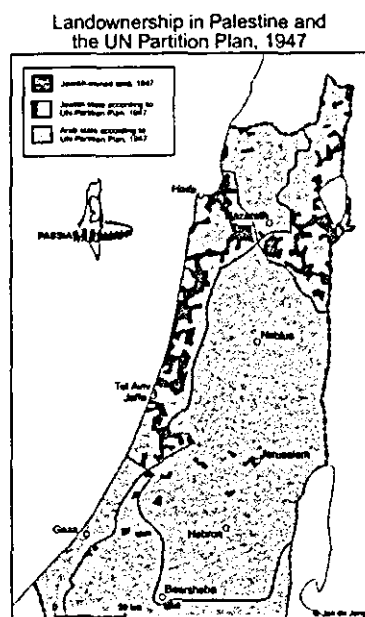 Landownership in Palestine and
the UN Partition Plan, 1947
Jewish-owned land, 1947
Jewish state according to
UN Partition Plan, 1947
Arab state according to
UN Partition Plan, 1947
Haifa
Nazareth
PASSIA
Nablus
Tel Aviv
Jaffa
Jerusalem
Gaza
Hebron
Beersheba
0 20 km
© Jan de Jong